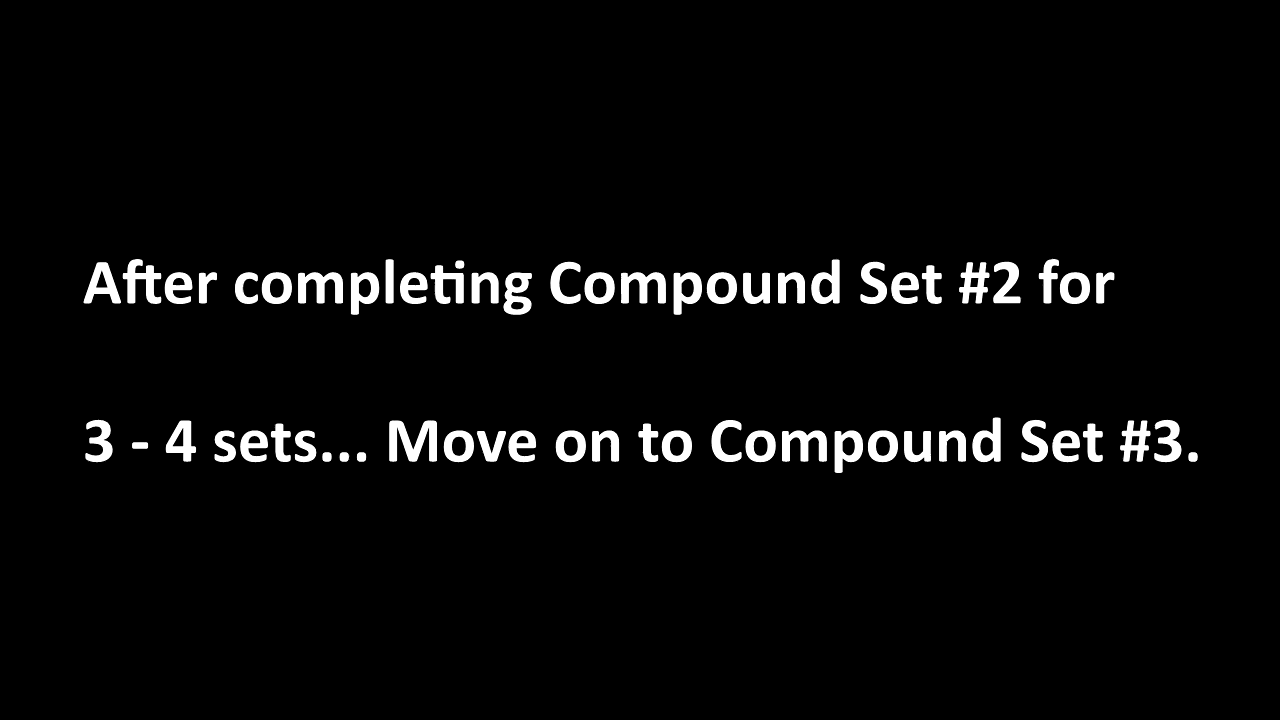 After completing Compound Set #2 for
3 - 4 sets... Move on to Compound Set #3.